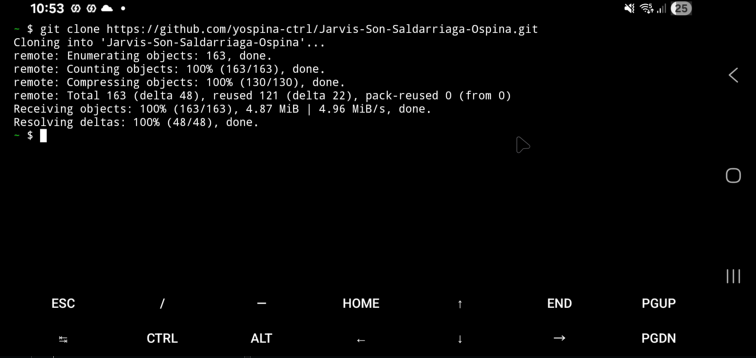 10:53
25
~ $ git clone https://github.com/yospina-ctrl/Jarvis-Son-Saldarriaga-Ospina.git
Cloning into 'Jarvis-Son-Saldarriaga-Ospina'...
remote: Enumerating objects: 163, done.
remote: Counting objects: 100% (163/163), done.
remote: Compressing objects: 100% (130/130), done.
remote: Total 163 (delta 48), reused 121 (delta 22), pack-reused 0 (from 0)
Receiving objects: 100% (163/163), 4.87 MiB | 4.96 MiB/s, done.
Resolving deltas: 100% (48/48), done.
~ $
ESC / — HOME ↑ END PGUP
↹ CTRL ALT ← ↓ → PGDN